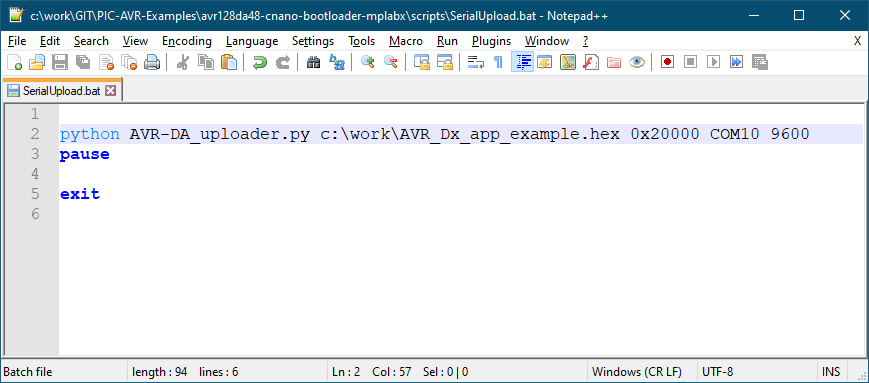 c:\work\GIT\PIC-AVR-Examples\avr128da48-cnano-bootloader-mplabx\scripts\SerialUpload.bat - Notepad++
File Edit Search View Encoding Language Settings Tools Macro Run Plugins Window ? X
SerialUpload.bat
1
2 python AVR-DA_uploader.py c:\work\AVR_Dx_app_example.hex 0x20000 COM10 9600
3 pause
4
5 exit
6
Batch file length : 94 lines : 6 Ln : 2 Col : 57 Sel : 0 | 0 Windows (CR LF) UTF-8 INS